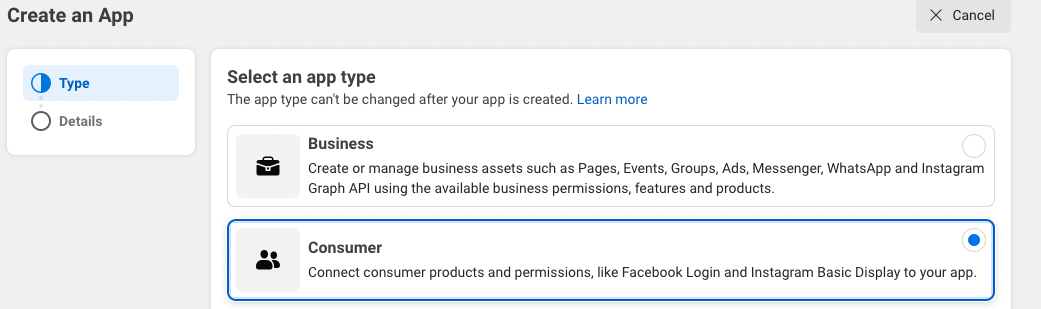 Create an App
Cancel
Type
Details
Select an app type
The app type can't be changed after your app is created. Learn more
Business
Create or manage business assets such as Pages, Events, Groups, Ads, Messenger, WhatsApp and Instagram
Graph API using the available business permissions, features and products.
Consumer
Connect consumer products and permissions, like Facebook Login and Instagram Basic Display to your app.